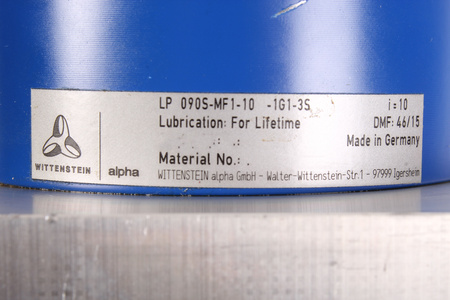 LP 090S-MF1-10 -1G1-3S i=10
Lubrication: For Lifetime DMF: 46/15
Made in Germany
Material No.: .
WITTENSTEIN alpha
WITTENSTEIN alpha GmbH - Walter-Wittenstein-Str.1 - 97999 Igersheim